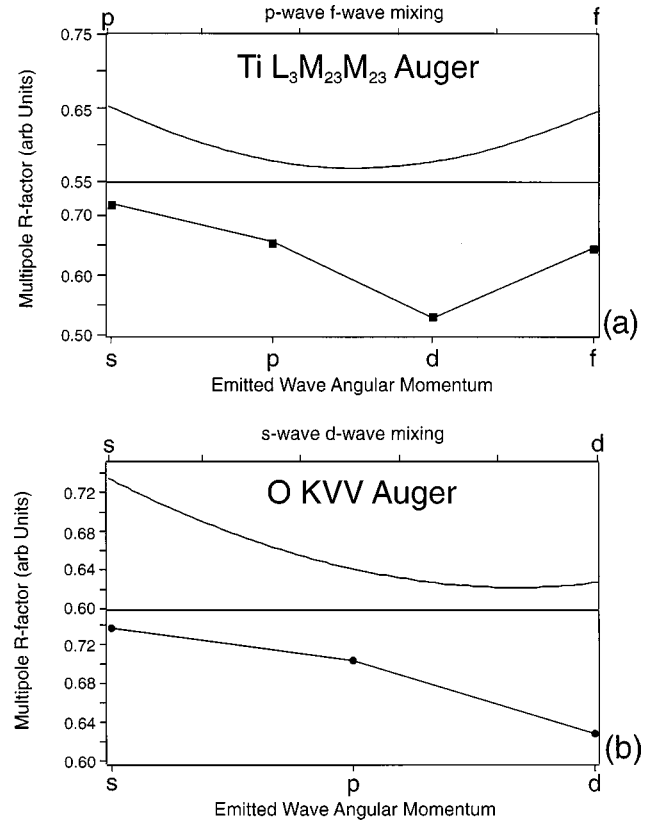 p-wave f-wave mixing
p f
Ti L₃M₂₃M₂₃ Auger
0.75
0.65
0.55
0.70
0.60
0.50
Multipole R-factor (arb Units)
s p d f
Emitted Wave Angular Momentum
(a)
s-wave d-wave mixing
s d
O KVV Auger
0.72
0.68
0.64
0.60
0.72
0.68
0.64
0.60
Multipole R-factor (arb Units)
s p d
Emitted Wave Angular Momentum
(b)